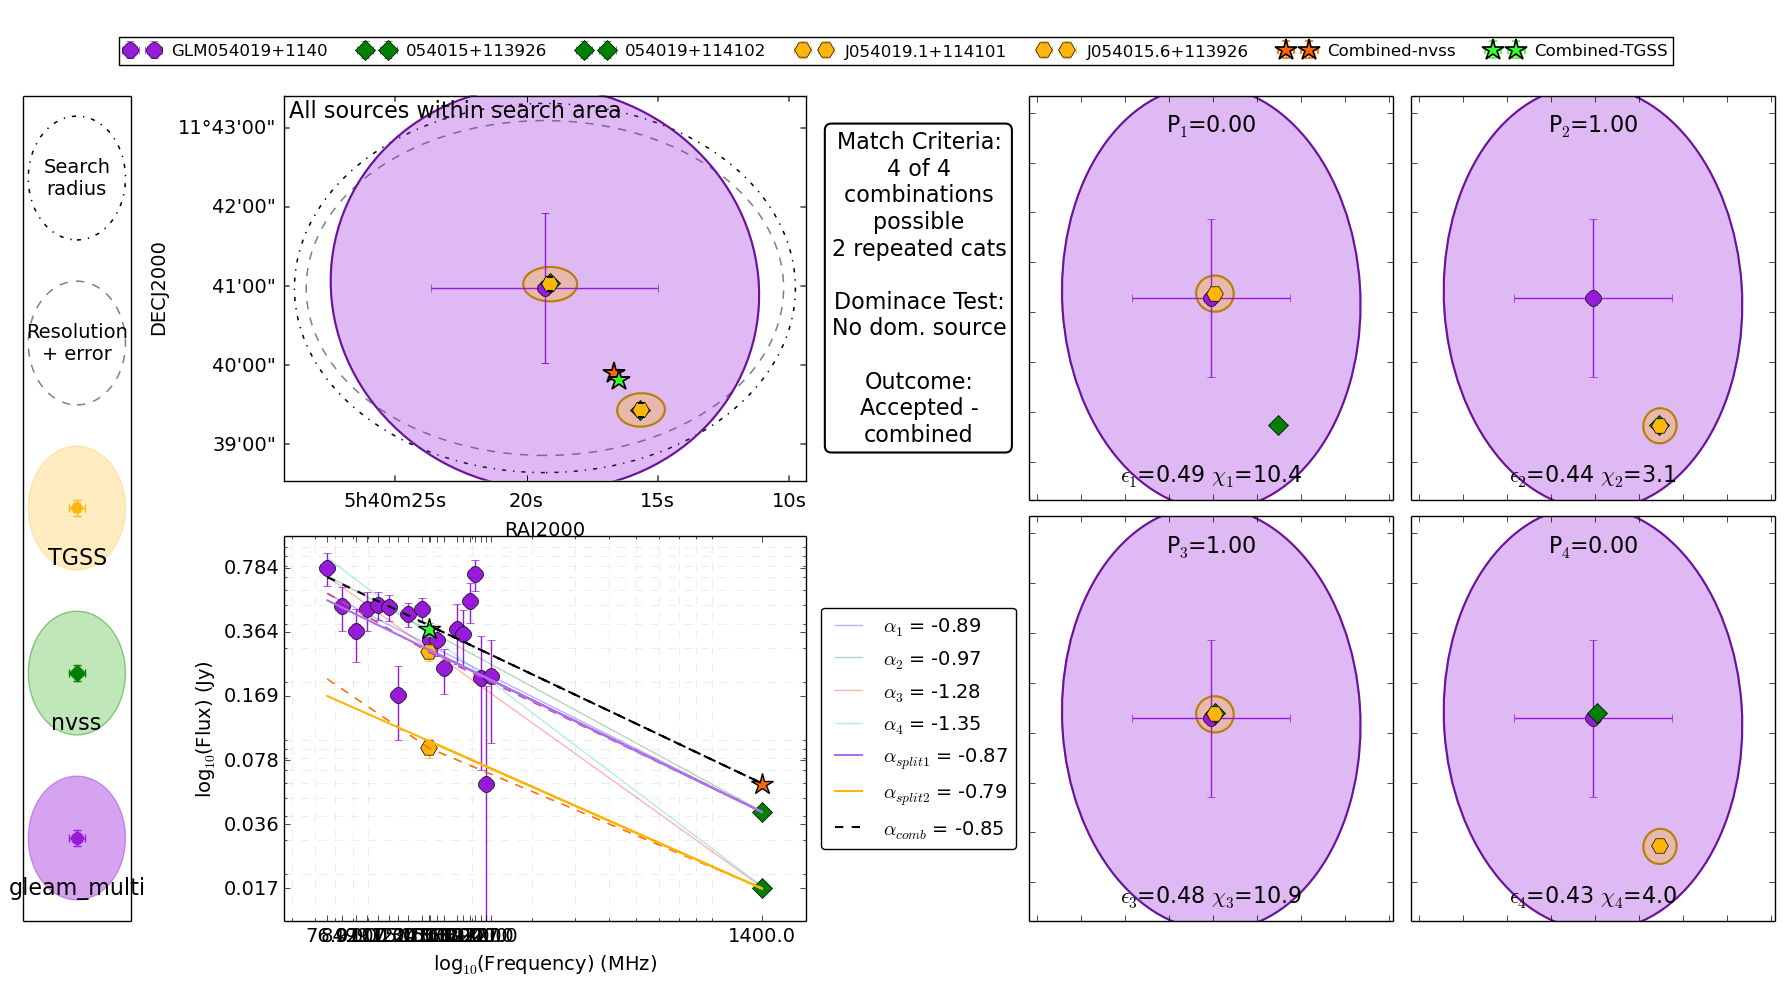 GLM054019+1140 054015+113926 054019+114102 J054019.1+114101 J054015.6+113926 Combined-nvss Combined-TGSS
Search
radius
Resolution
+ error
TGSS
nvss
gleam_multi
All sources within search area
DECJ2000
11°43'00"
42'00"
41'00"
40'00"
39'00"
5h40m25s 20s 15s 10s
RAJ2000
Match Criteria:
4 of 4
combinations
possible
2 repeated cats
Dominace Test:
No dom. source
Outcome:
Accepted -
combined
P1=0.00
ϵ1=0.49 χ1=10.4
P2=1.00
ϵ2=0.44 χ2=3.1
P3=1.00
ϵ3=0.48 χ3=10.9
P4=0.00
ϵ4=0.43 χ4=4.0
log10(Flux) (Jy)
0.784
0.364
0.169
0.078
0.036
0.017
1400.0
log10(Frequency) (MHz)
α1 = -0.89
α2 = -0.97
α3 = -1.28
α4 = -1.35
αsplit1 = -0.87
αsplit2 = -0.79
αcomb = -0.85